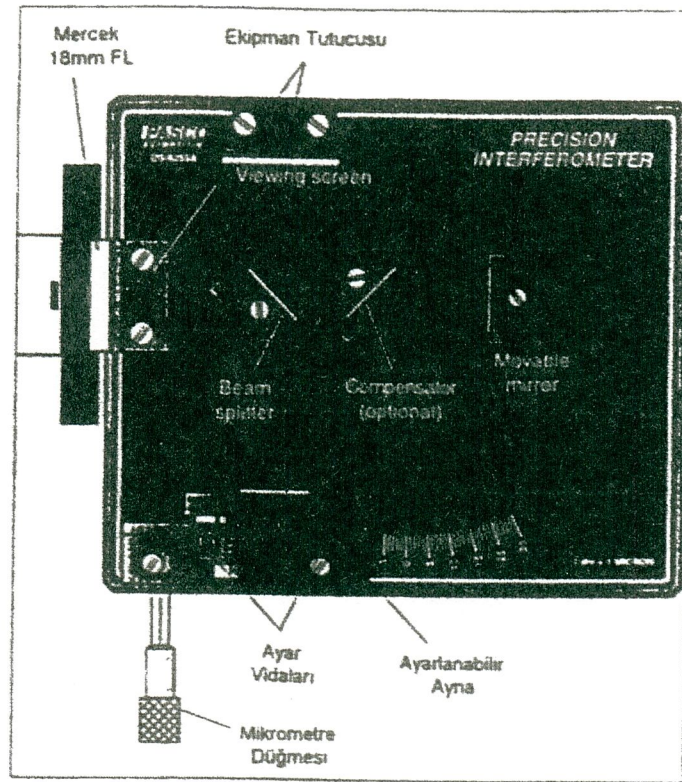 Mercek
18mm FL
Ekipman Tutucusu
PASCO
PRECISION
INTERFEROMETER
Viewing screen
Beam
splitter
Compensator
(optional)
Movable
mirror
Ayar
Vidaları
Ayarlanabilir
Ayna
Mikrometre
Düğmesi